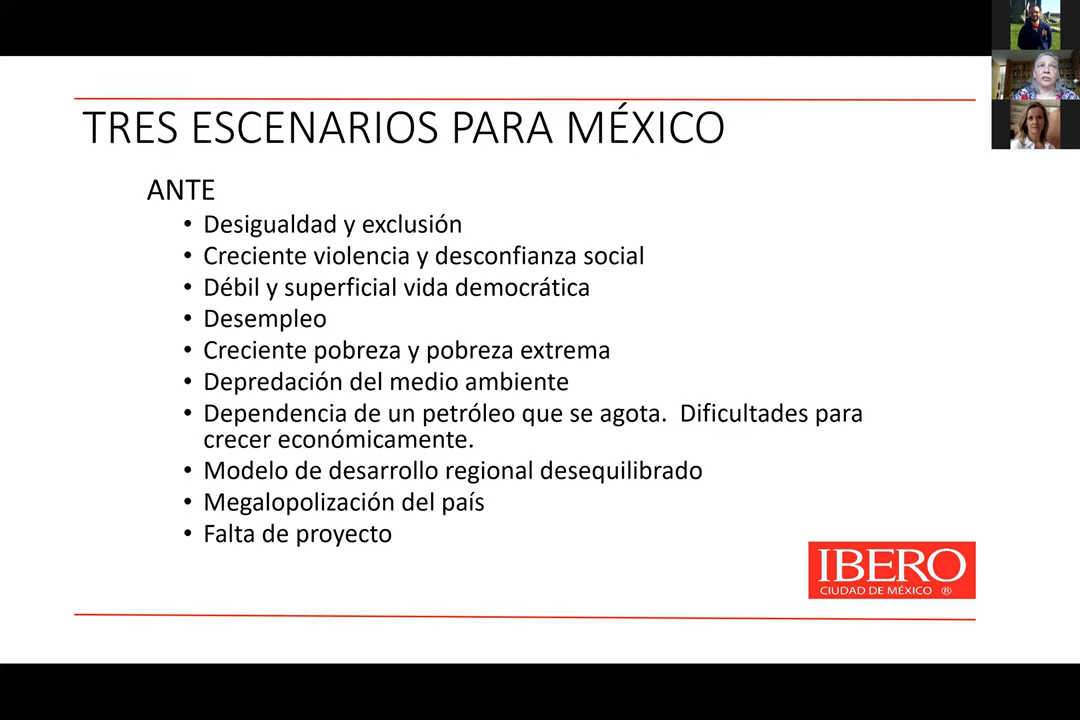 TRES ESCENARIOS PARA MÉXICO
ANTE
• Desigualdad y exclusión
• Creciente violencia y desconfianza social
• Débil y superficial vida democrática
• Desempleo
• Creciente pobreza y pobreza extrema
• Depredación del medio ambiente
• Dependencia de un petróleo que se agota.  Dificultades para
crecer económicamente.
• Modelo de desarrollo regional desequilibrado
• Megalopolización del país
• Falta de proyecto
IBERO
CIUDAD DE MÉXICO ®